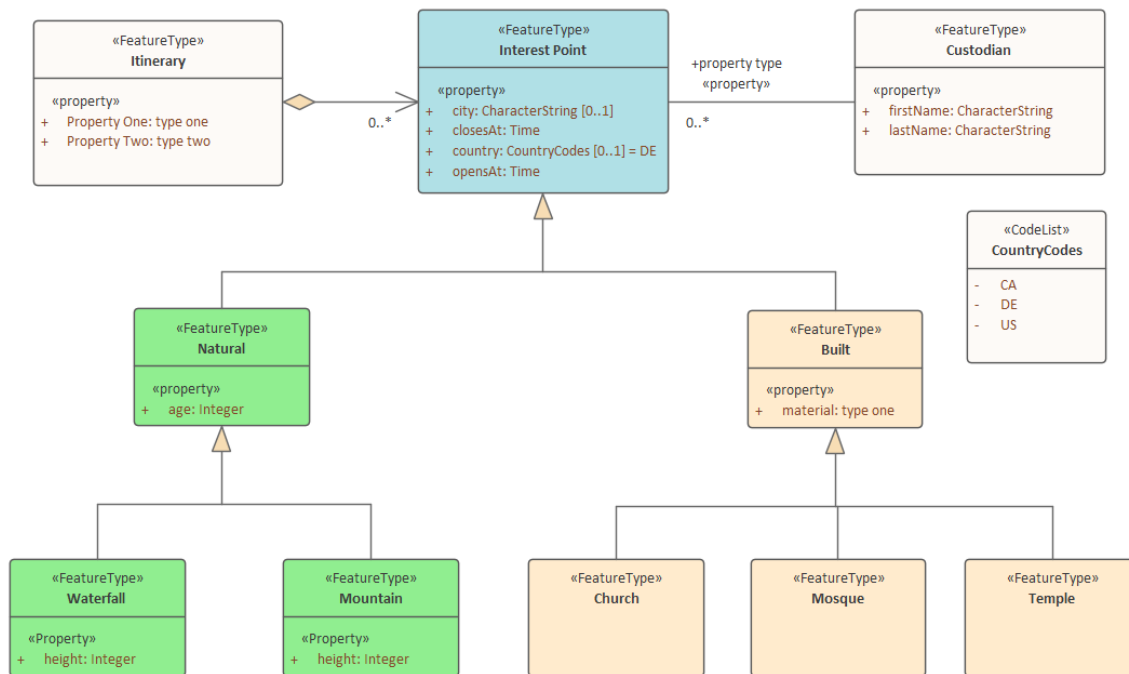 «FeatureType»
Itinerary
«property»
+ Property One: type one
+ Property Two: type two
0..*
«FeatureType»
Interest Point
«property»
+ city: CharacterString [0..1]
+ closesAt: Time
+ country: CountryCodes [0..1] = DE
+ opensAt: Time
+property type
«property»
0..*
«FeatureType»
Custodian
«property»
+ firstName: CharacterString
+ lastName: CharacterString
«CodeList»
CountryCodes
- CA
- DE
- US
«FeatureType»
Natural
«property»
+ age: Integer
«FeatureType»
Built
«property»
+ material: type one
«FeatureType»
Waterfall
«Property»
+ height: Integer
«FeatureType»
Mountain
«Property»
+ height: Integer
«FeatureType»
Church
«FeatureType»
Mosque
«FeatureType»
Temple